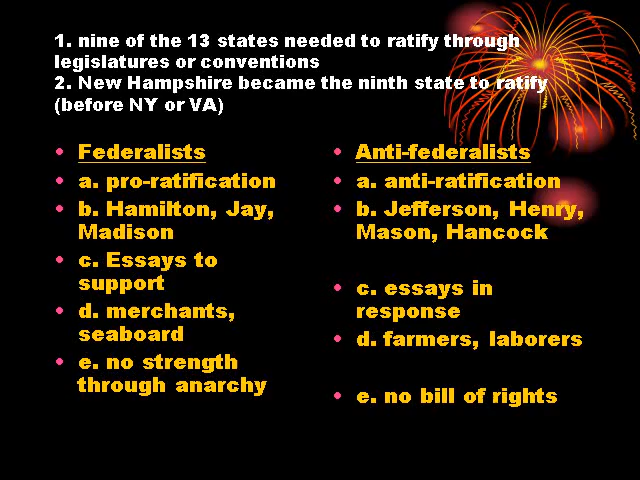 1. nine of the 13 states needed to ratify through
legislatures or conventions
2. New Hampshire became the ninth state to ratify
(before NY or VA)
• Federalists
• a. pro-ratification
• b. Hamilton, Jay,
Madison
• c. Essays to
support
• d. merchants,
seaboard
• e. no strength
through anarchy
• Anti-federalists
• a. anti-ratification
• b. Jefferson, Henry,
Mason, Hancock
• c. essays in
response
• d. farmers, laborers
• e. no bill of rights